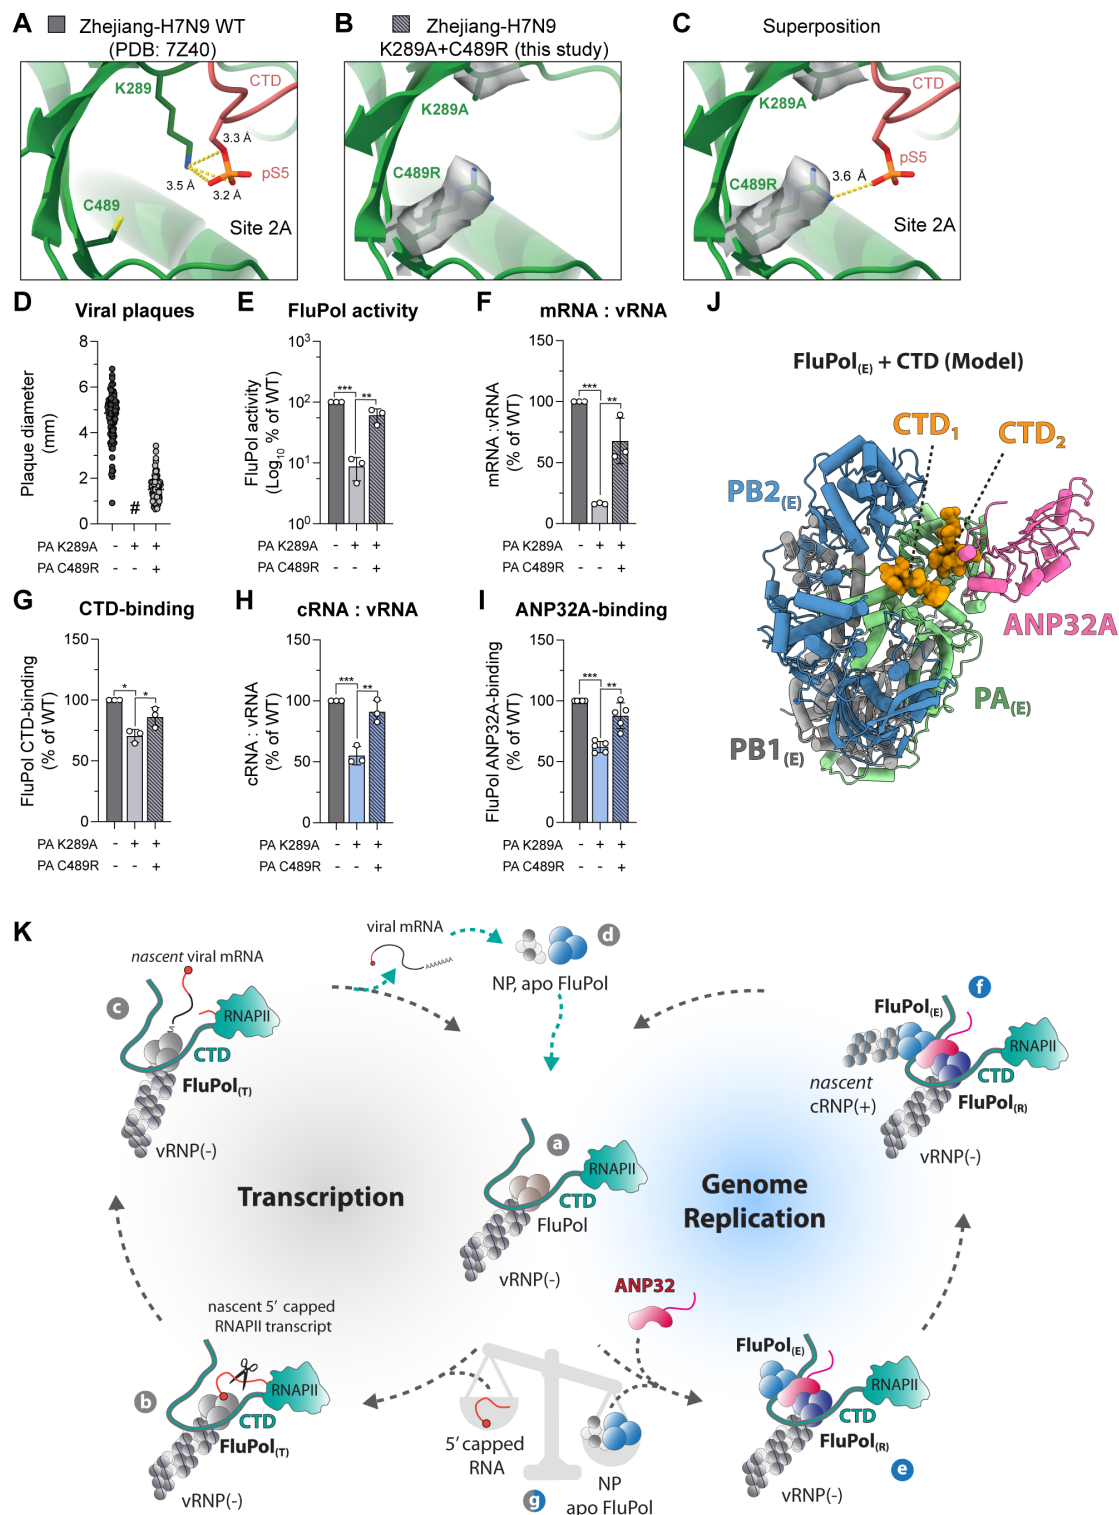 A
Zhejiang-H7N9 WT
(PDB: 7Z40)
K289
CTD
3.3 Å
3.5 Å
3.2 Å
pS5
C489
Site 2A
B
Zhejiang-H7N9
K289A+C489R (this study)
K289A
C489R
C
Superposition
CTD
K289A
pS5
C489R
3.6 Å
Site 2A
D
Viral plaques
Plaque diameter
(mm)
8
6
4
2
0
#
PA K289A - + +
PA C489R - - +
E
FluPol activity
FluPol activity
(Log10 % of WT)
10³
10²
10¹
10⁰
***
**
PA K289A - + +
PA C489R - - +
F
mRNA : vRNA
mRNA :vRNA
(% of WT)
150
100
50
0
***
**
PA K289A - + +
PA C489R - - +
G
CTD-binding
FluPol CTD-binding
(% of WT)
150
100
50
0
*
*
PA K289A - + +
PA C489R - - +
H
cRNA : vRNA
cRNA : vRNA
(% of WT)
150
100
50
0
***
**
PA K289A - + +
PA C489R - - +
I
ANP32A-binding
FluPol ANP32A-binding
(% of WT)
150
100
50
0
***
**
PA K289A - + +
PA C489R - - +
J
FluPol(E) + CTD (Model)
CTD1
CTD2
PB2(E)
ANP32A
PA(E)
PB1(E)
K
viral mRNA
AAAAAAA
d
NP, apo FluPol
nascent viral mRNA
c
RNAPII
CTD
FluPol(T)
vRNP(-)
f
FluPol(E)
RNAPII
nascent
cRNP(+)
CTD
FluPol(R)
vRNP(-)
a
RNAPII
CTD
FluPol
vRNP(-)
Transcription
Genome
Replication
nascent 5′ capped
RNAPII transcript
RNAPII
b
CTD
FluPol(T)
vRNP(-)
ANP32
5′ capped
RNA
NP
apo FluPol
g
FluPol(E)
RNAPII
CTD
FluPol(R)
vRNP(-)
e